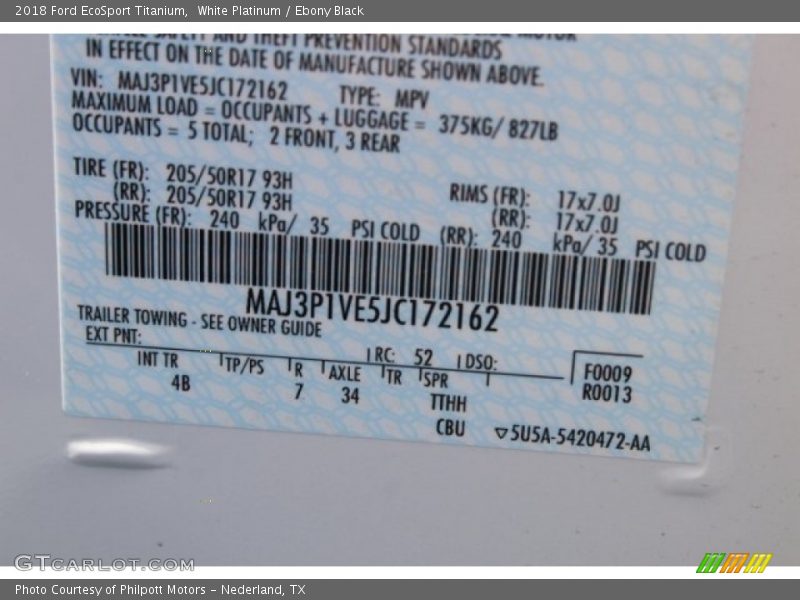 2018 Ford EcoSport Titanium, White Platinum / Ebony Black
SAFETY AND THEFT PREVENTION STANDARDS
IN EFFECT ON THE DATE OF MANUFACTURE SHOWN ABOVE.
VIN: MAJ3P1VE5JC172162 TYPE: MPV
MAXIMUM LOAD = OCCUPANTS + LUGGAGE = 375KG/ 827LB
OCCUPANTS = 5 TOTAL; 2 FRONT, 3 REAR
TIRE (FR): 205/50R17 93H RIMS (FR): 17x7.0J
(RR): 205/50R17 93H (RR): 17x7.0J
PRESSURE (FR): 240 kPa/ 35 PSI COLD (RR): 240 kPa/ 35 PSI COLD
MAJ3P1VE5JC172162
TRAILER TOWING - SEE OWNER GUIDE
EXT PNT: RC: 52 DSO: F0009
INT TR TP/PS R AXLE TR SPR R0013
4B 7 34 TTHH
CBU ▽5U5A-5420472-AA
GTCARLOT.COM
Photo Courtesy of Philpott Motors – Nederland, TX